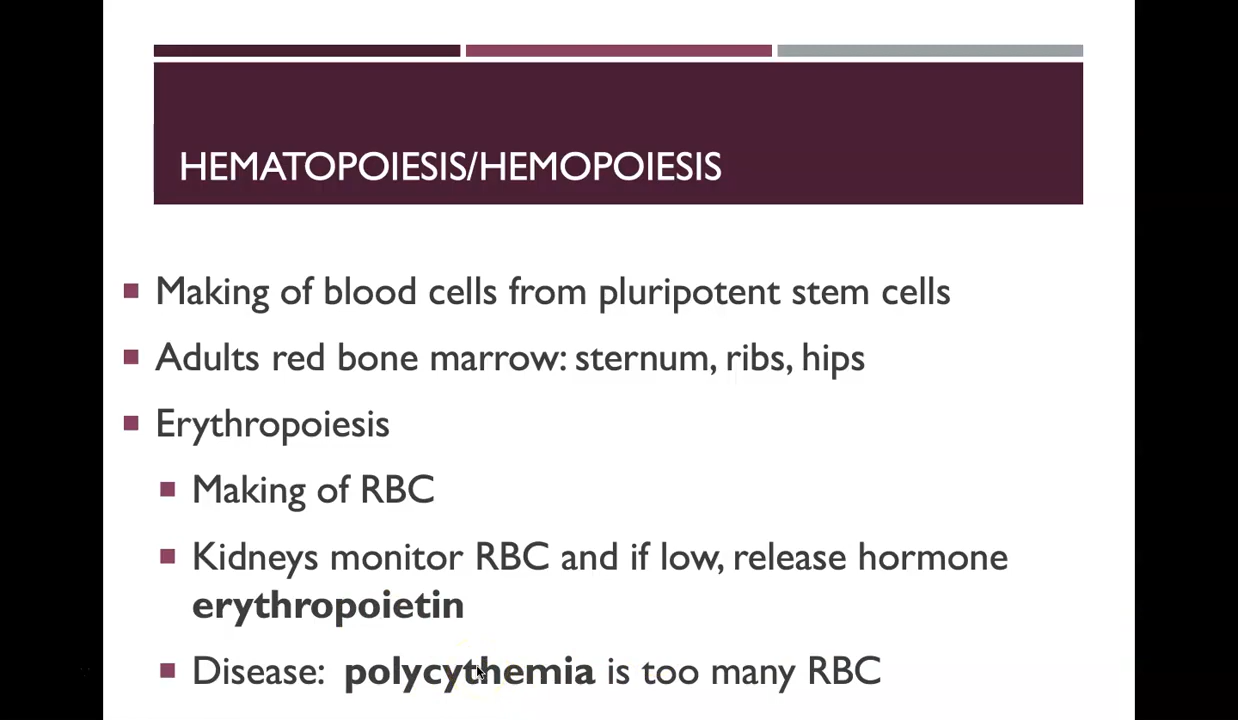 HEMATOPOIESIS/HEMOPOIESIS
Making of blood cells from pluripotent stem cells
Adults red bone marrow: sternum, ribs, hips
Erythropoiesis
Making of RBC
Kidneys monitor RBC and if low, release hormone
erythropoietin
Disease: polycythemia is too many RBC